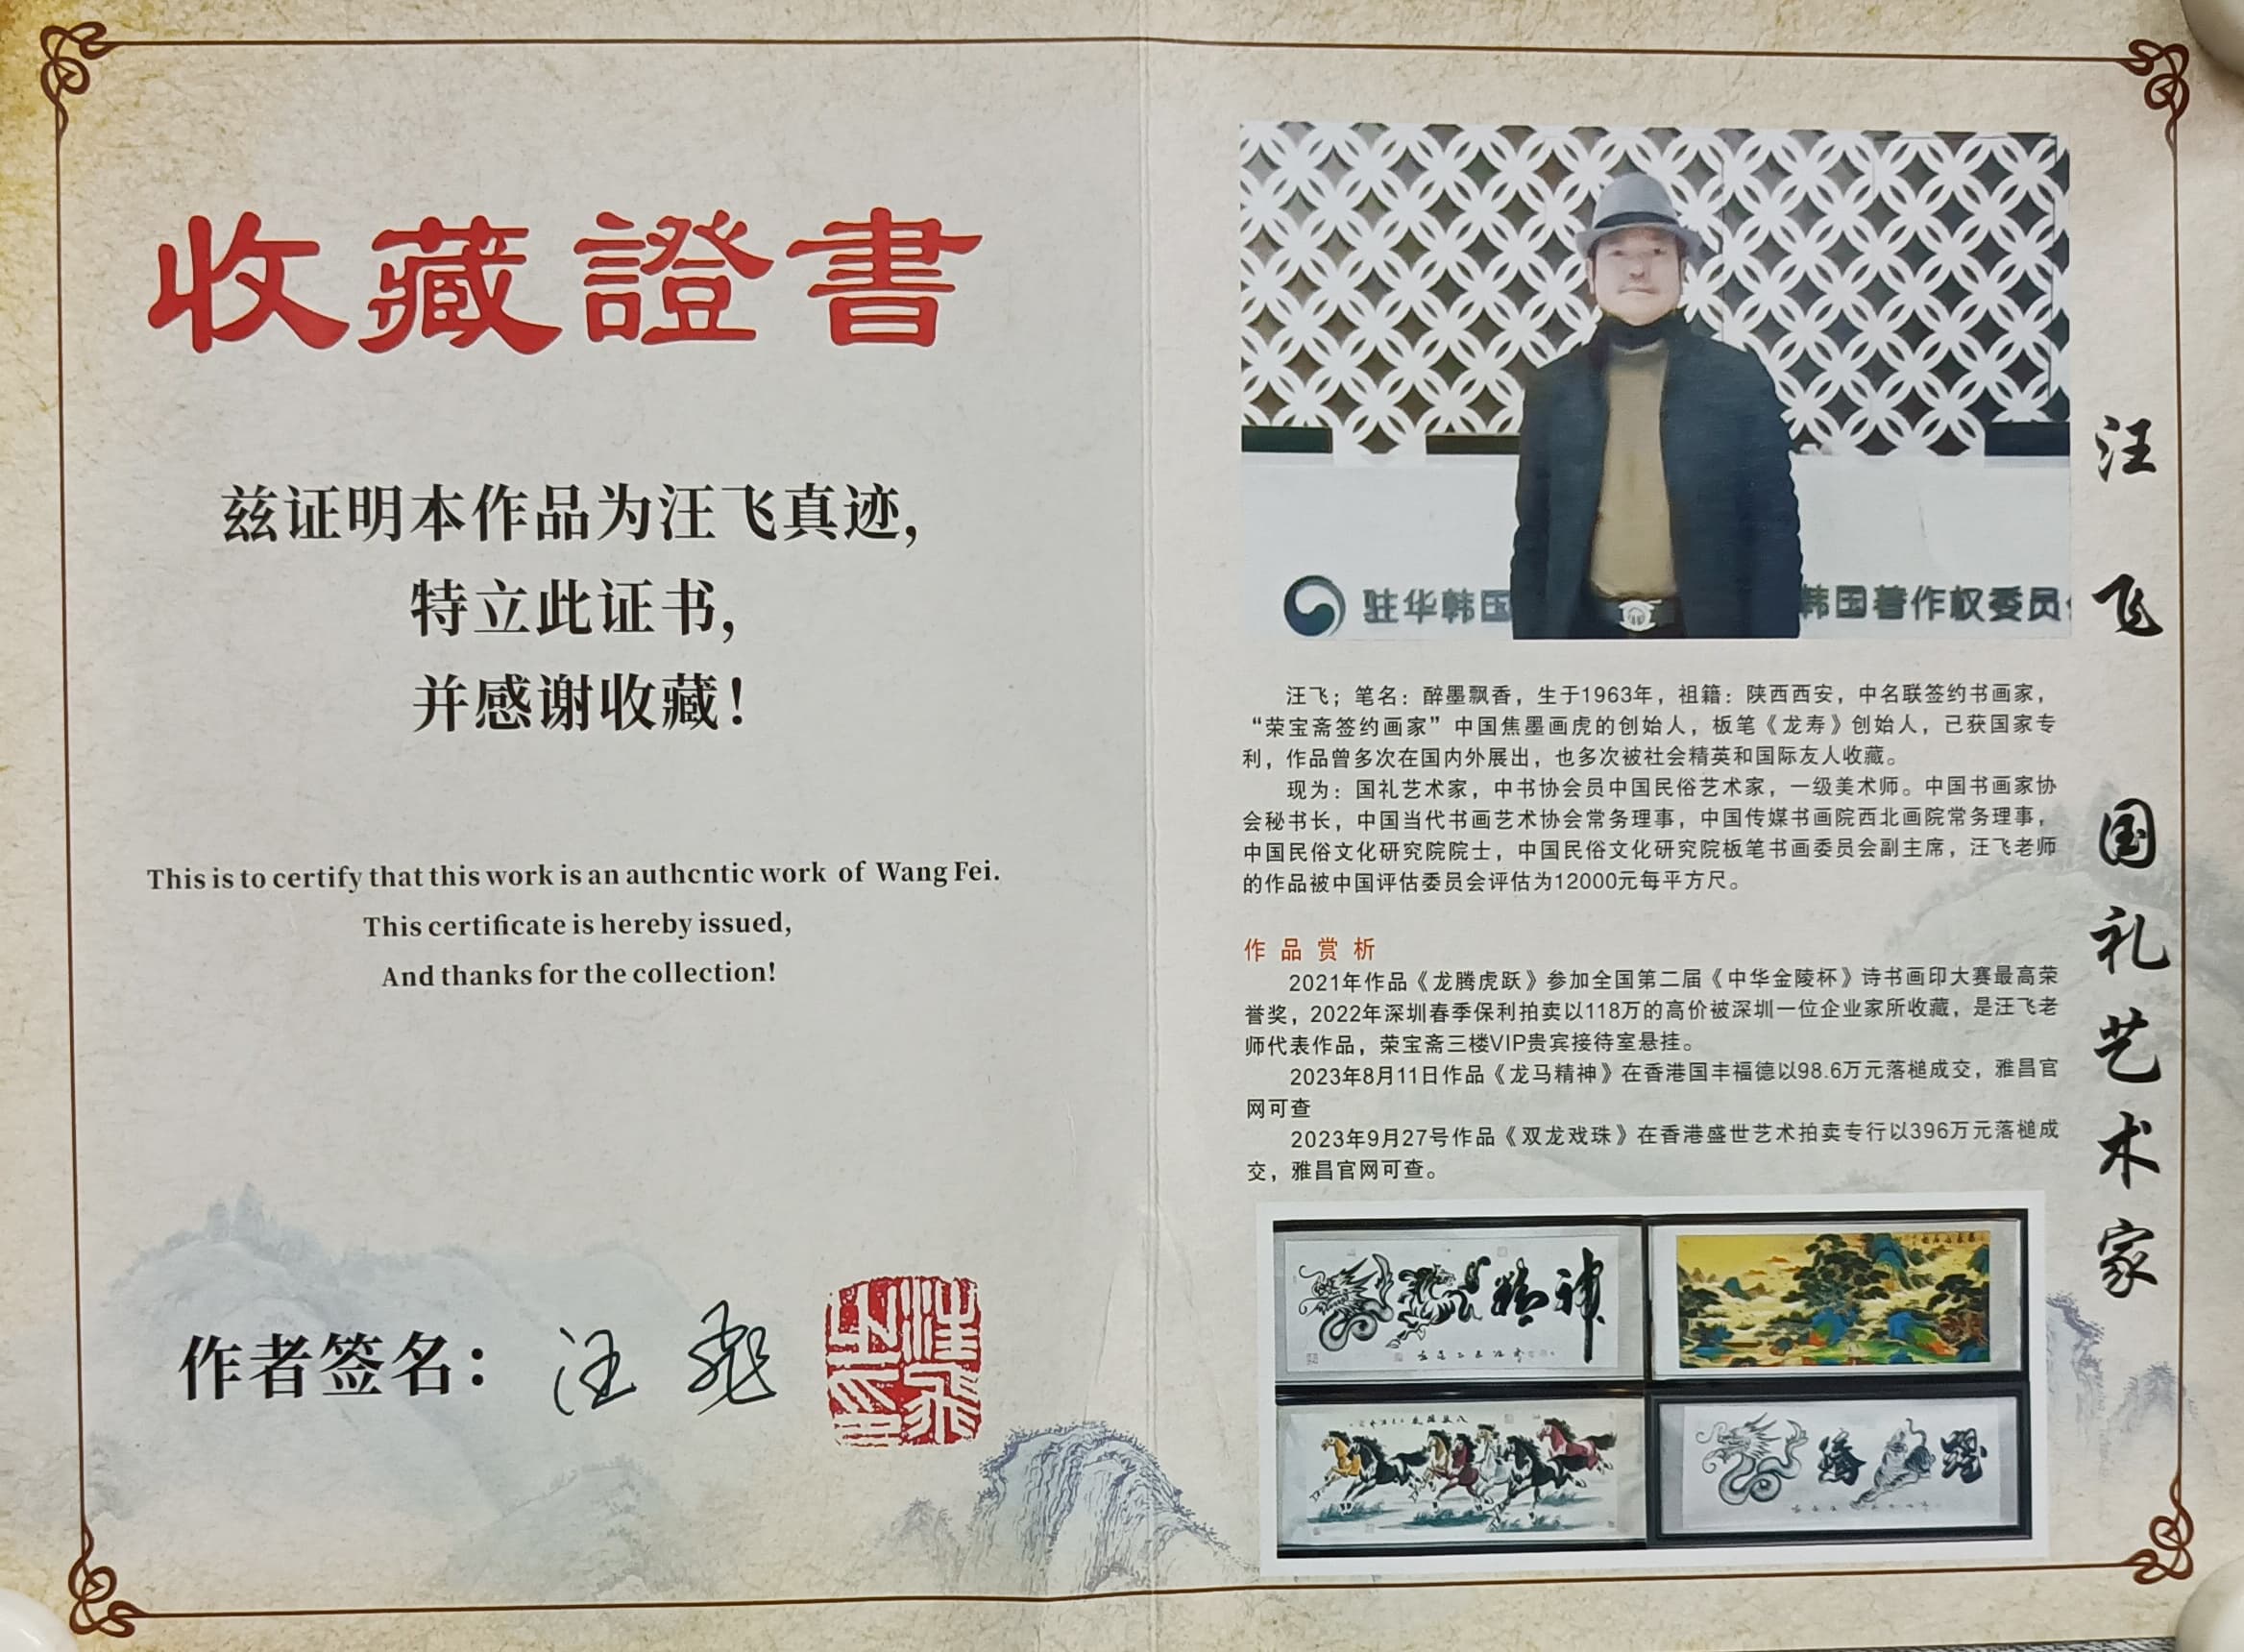 收藏證書
兹证明本作品为汪飞真迹，
特立此证书，
并感谢收藏！
This is to certify that this work is an authcntic work of Wang Fei.
This certificate is hereby issued,
And thanks for the collection!
作者签名：汪飛
汪飛之印
驻华韩国
韩国著作权委员
汪飞；笔名：醉墨飘香，生于1963年，祖籍：陕西西安，中名联签约书画家，
“荣宝斋签约画家”中国焦墨画虎的创始人，板笔《龙寿》创始人，已获国家专
利，作品曾多次在国内外展出，也多次被社会精英和国际友人收藏。
现为：国礼艺术家，中书协会员中国民俗艺术家，一级美术师。中国书画家协
会秘书长，中国当代书画艺术协会常务理事，中国传媒书画院西北画院常务理事，
中国民俗文化研究院院士，中国民俗文化研究院板笔书画委员会副主席，汪飞老师
的作品被中国评估委员会评估为12000元每平方尺。
作品赏析
2021年作品《龙腾虎跃》参加全国第二届《中华金陵杯》诗书画印大赛最高荣
誉奖，2022年深圳春季保利拍卖以118万的高价被深圳一位企业家所收藏，是汪飞老
师代表作品，荣宝斋三楼VIP贵宾接待室悬挂。
2023年8月11日作品《龙马精神》在香港国丰福德以98.6万元落槌成交，雅昌官
网可查
2023年9月27号作品《双龙戏珠》在香港盛世艺术拍卖专行以396万元落槌成
交，雅昌官网可查。
精神
腾
躍
汪飞 国礼艺术家